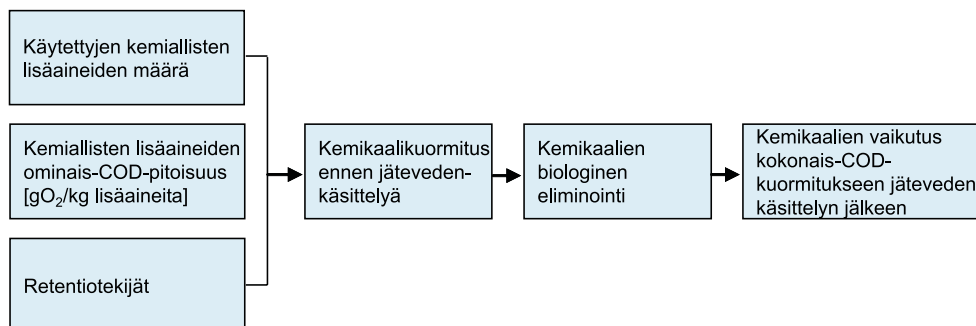 Käytettyjen kemiallisten
lisäaineiden määrä
Kemiallisten lisäaineiden
ominais-COD-pitoisuus
[gO₂/kg lisäaineita]
Retentiotekijät
Kemikaalikuormitus
ennen jäteveden-
käsittelyä
Kemikaalien
biologinen
eliminointi
Kemikaalien vaikutus
kokonais-COD-
kuormitukseen jäteveden
käsittelyn jälkeen